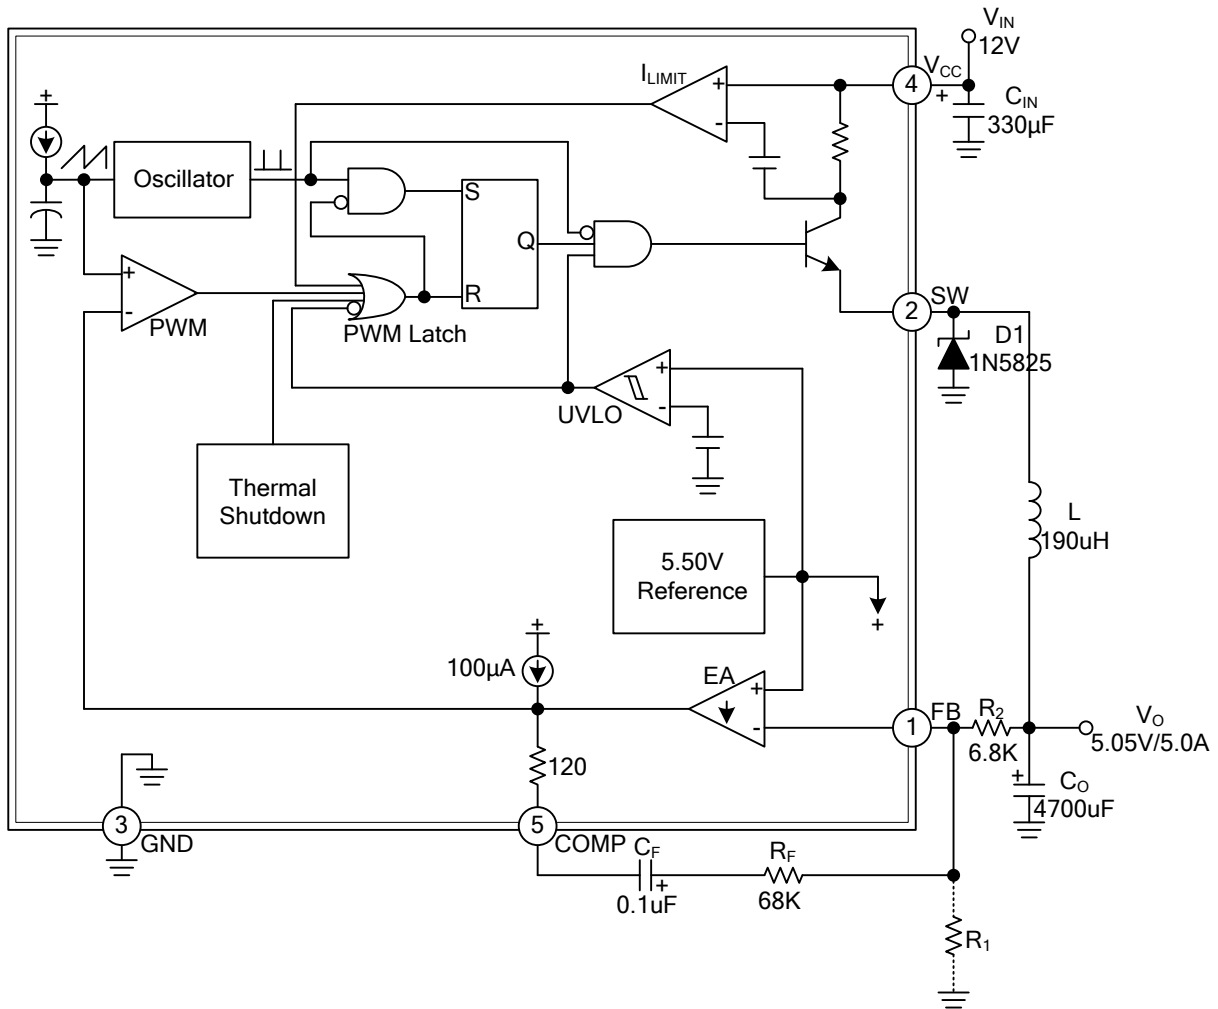 V_IN
12V
I_LIMIT
+
-
4
V_CC
+
C_IN
330μF
+
Oscillator
S
Q
R
+
-
PWM
PWM Latch
2
SW
D1
1N5825
UVLO
+
-
Thermal
Shutdown
L
190uH
5.50V
Reference
+
+
100μA
EA
+
-
1
FB
R₂
6.8K
V_O
5.05V/5.0A
120
+
C_O
4700uF
3
GND
5
COMP
C_F
+
0.1uF
R_F
68K
R₁